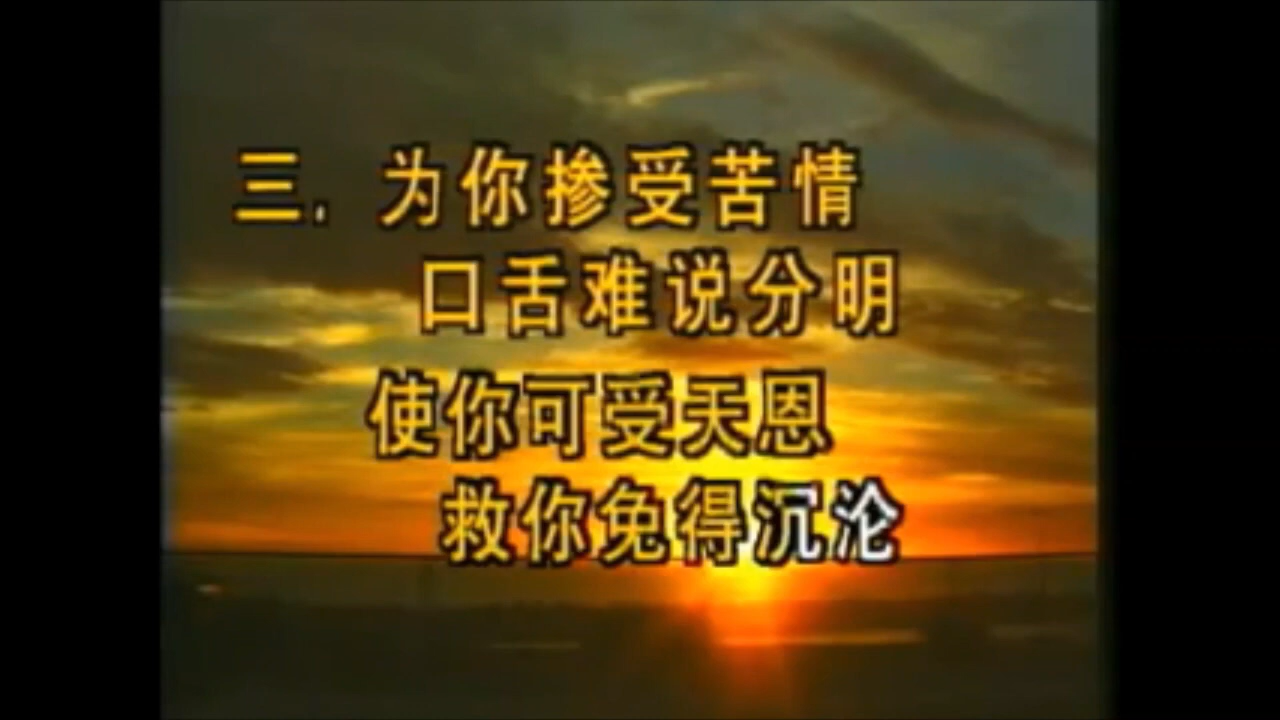 三. 为你掺受苦情
口舌难说分明
使你可受天恩
救你免得沉沦